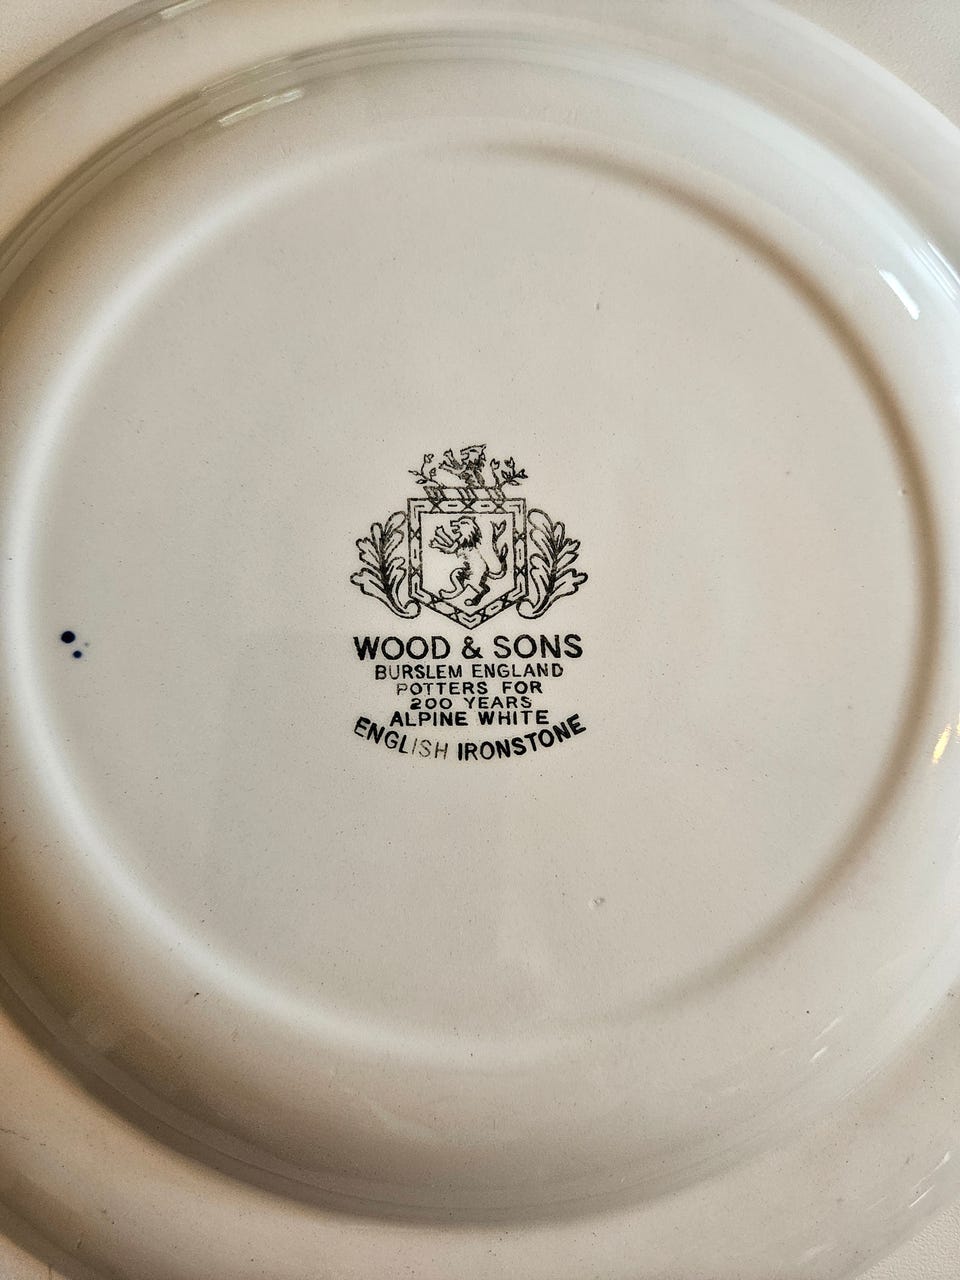 WOOD & SONS
BURSLEM ENGLAND
POTTERS FOR
200 YEARS
ALPINE WHITE
ENGLISH IRONSTONE